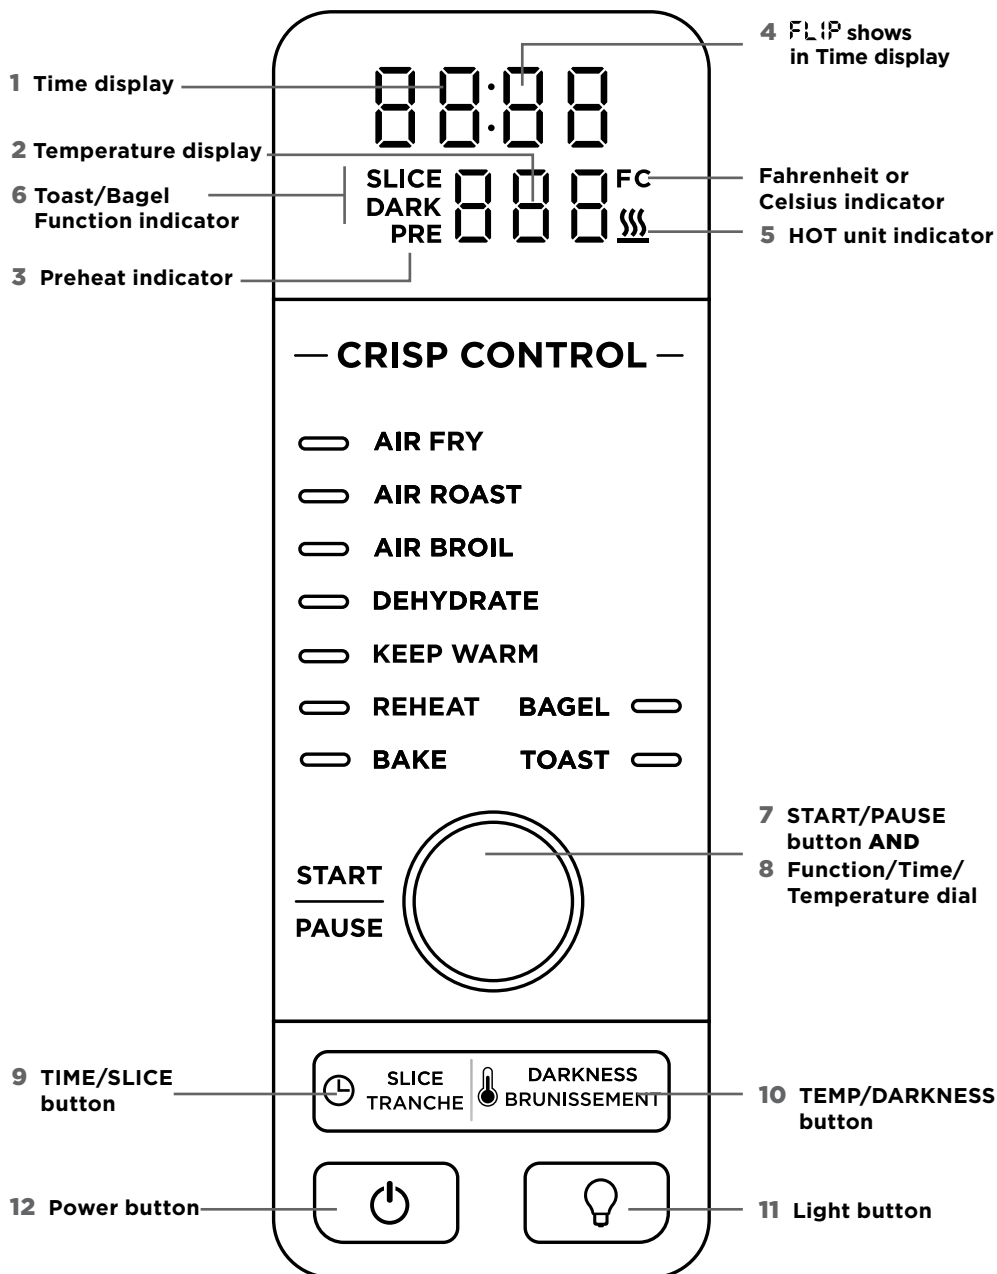 4 FLIP shows
in Time display
88:88
1 Time display
2 Temperature display
SLICE 888 FC
DARK
PRE
6 Toast/Bagel
Function indicator
Fahrenheit or
Celsius indicator
5 HOT unit indicator
3 Preheat indicator
— CRISP CONTROL —
AIR FRY
AIR ROAST
AIR BROIL
DEHYDRATE
KEEP WARM
REHEAT BAGEL
BAKE TOAST
START
PAUSE
7 START/PAUSE
button AND
8 Function/Time/
Temperature dial
9 TIME/SLICE
button
SLICE
TRANCHE
DARKNESS
BRUNISSEMENT
10 TEMP/DARKNESS
button
12 Power button
11 Light button